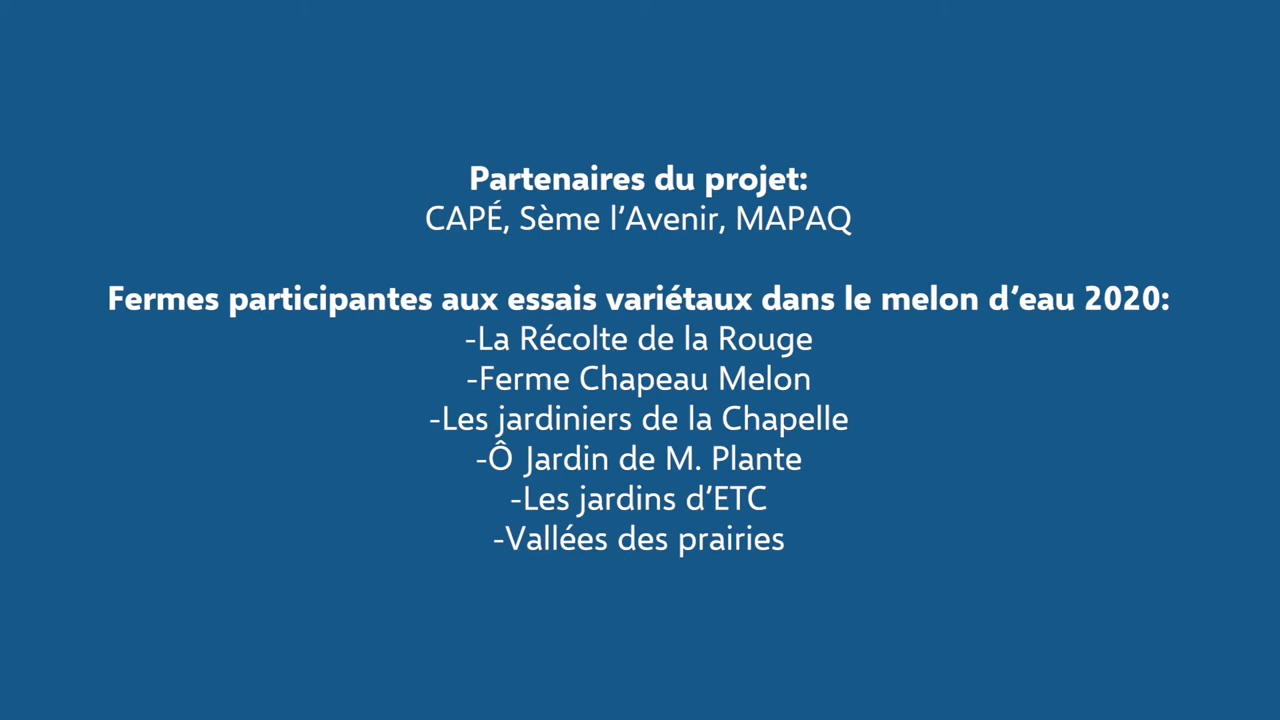 Partenaires du projet:
CAPÉ, Sème l’Avenir, MAPAQ
Fermes participantes aux essais variétaux dans le melon d’eau 2020:
-La Récolte de la Rouge
-Ferme Chapeau Melon
-Les jardiniers de la Chapelle
-Ô Jardin de M. Plante
-Les jardins d’ETC
-Vallées des prairies